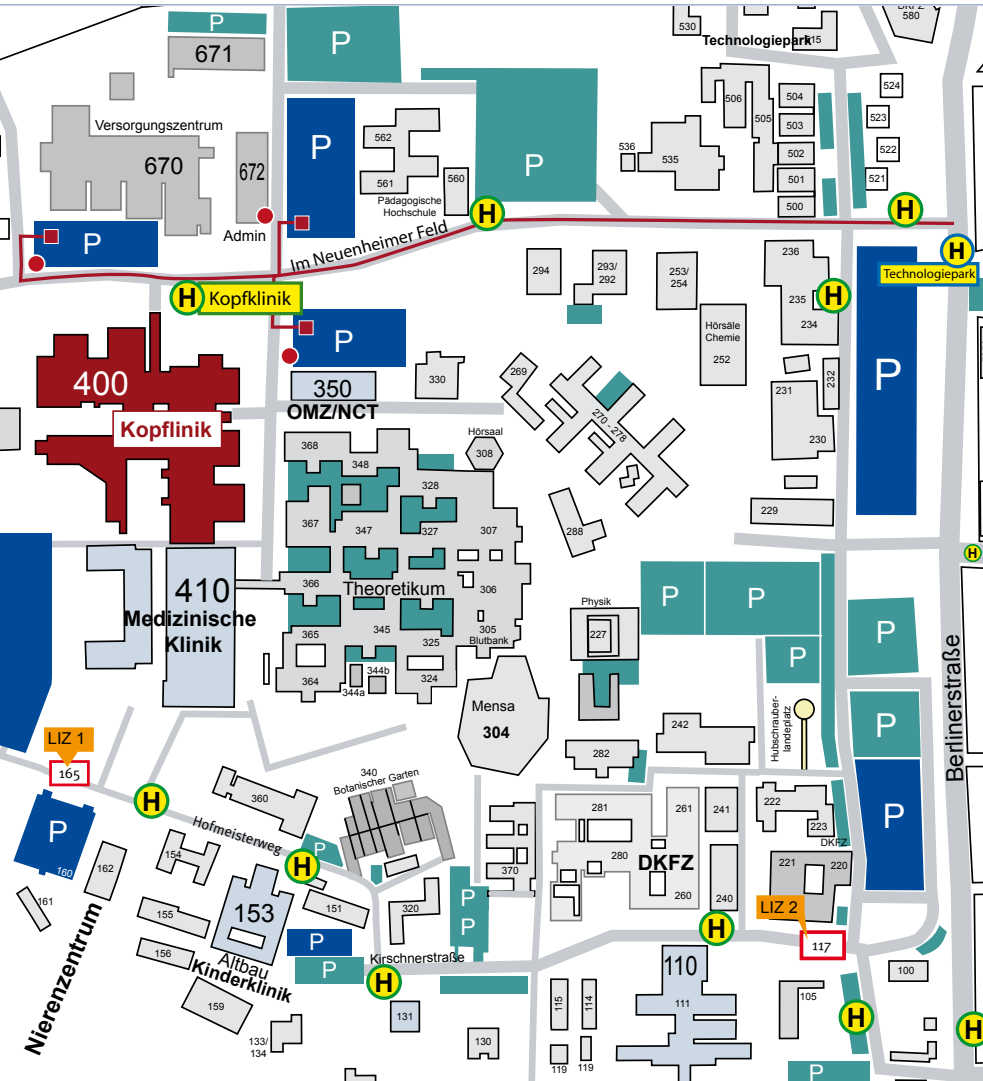 P
671
P
530
Technologiepark
515
DKFZ
580
Versorgungszentrum
670
672
Admin
P
P
562
561
560
Pädagogische
Hochschule
P
H
Im Neuenheimer Feld
536
535
506
505
504
503
502
501
500
524
523
522
521
H
H
Technologiepark
H
Kopfklinik
P
294
293/
292
253/
254
Hörsäle
Chemie
252
236
235
234
H
P
400
Kopflinik
350
OMZ/NCT
330
269
270 - 278
231
232
230
229
Hörsaal
308
368
348
328
367
347
327
307
288
H
366
Theoretikum
306
365
345
325
305
Blutbank
364
344a
344b
324
410
Medizinische
Klinik
Physik
227
P
P
P
P
Mensa
304
282
242
Hubschrauber-
landeplatz
P
Berlinerstraße
LIZ 1
165
H
P
160
360
340
Botanischer Garten
Hofmeisterweg
P
H
154
162
161
Nierenzentrum
153
155
156
Altbau
Kinderklinik
159
151
P
P
133/
134
320
370
P
P
Kirschnerstraße
H
131
130
281
261
280
DKFZ
260
241
240
222
223
DKFZ
221
220
P
LIZ 2
117
H
110
111
115
114
119
119
105
100
H
H
P